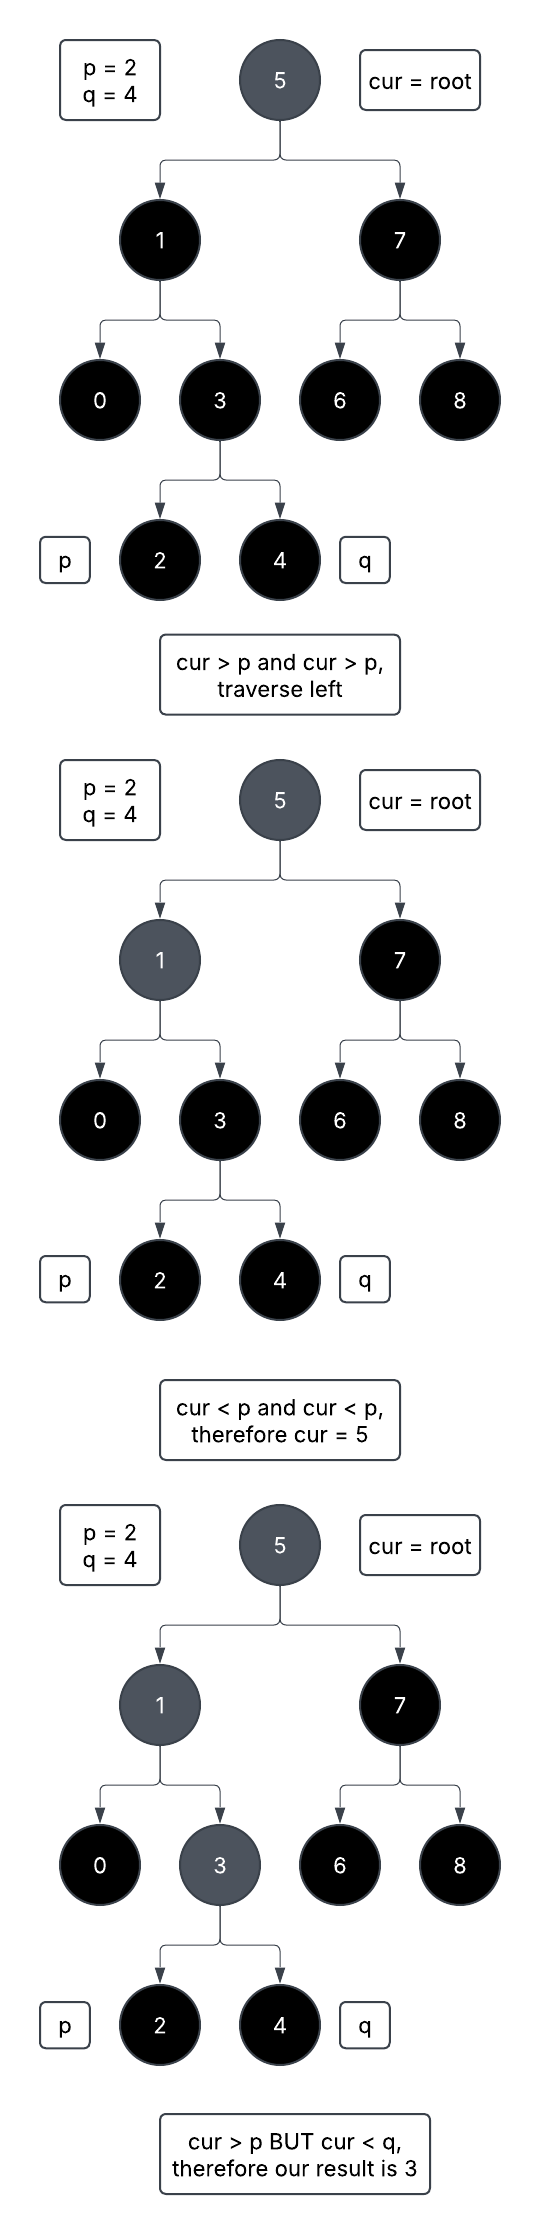 p = 2
q = 4
5
cur = root
1
7
0
3
6
8
p
2
4
q
cur > p and cur > p,
traverse left
p = 2
q = 4
5
cur = root
1
7
0
3
6
8
p
2
4
q
cur < p and cur < p,
therefore cur = 5
p = 2
q = 4
5
cur = root
1
7
0
3
6
8
p
2
4
q
cur > p BUT cur < q,
therefore our result is 3